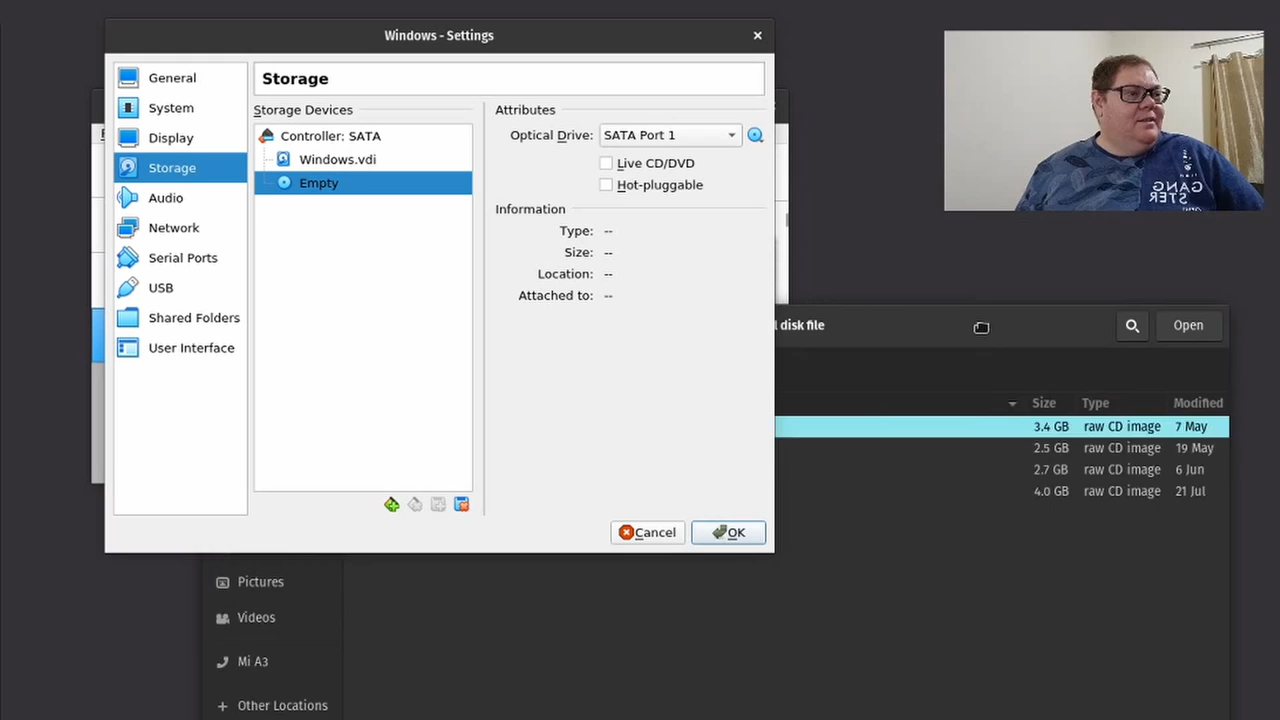 Windows - Settings
General
System
Display
Storage
Audio
Network
Serial Ports
USB
Shared Folders
User Interface
Storage
Storage Devices
Controller: SATA
Windows.vdi
Empty
Attributes
Optical Drive: SATA Port 1
Live CD/DVD
Hot-pluggable
Information
Type: --
Size: --
Location: --
Attached to: --
Cancel
OK
GANG
STER
disk file
Open
Size Type Modified
3.4 GB raw CD image 7 May
2.5 GB raw CD image 19 May
2.7 GB raw CD image 6 Jun
4.0 GB raw CD image 21 Jul
Pictures
Videos
Mi A3
Other Locations